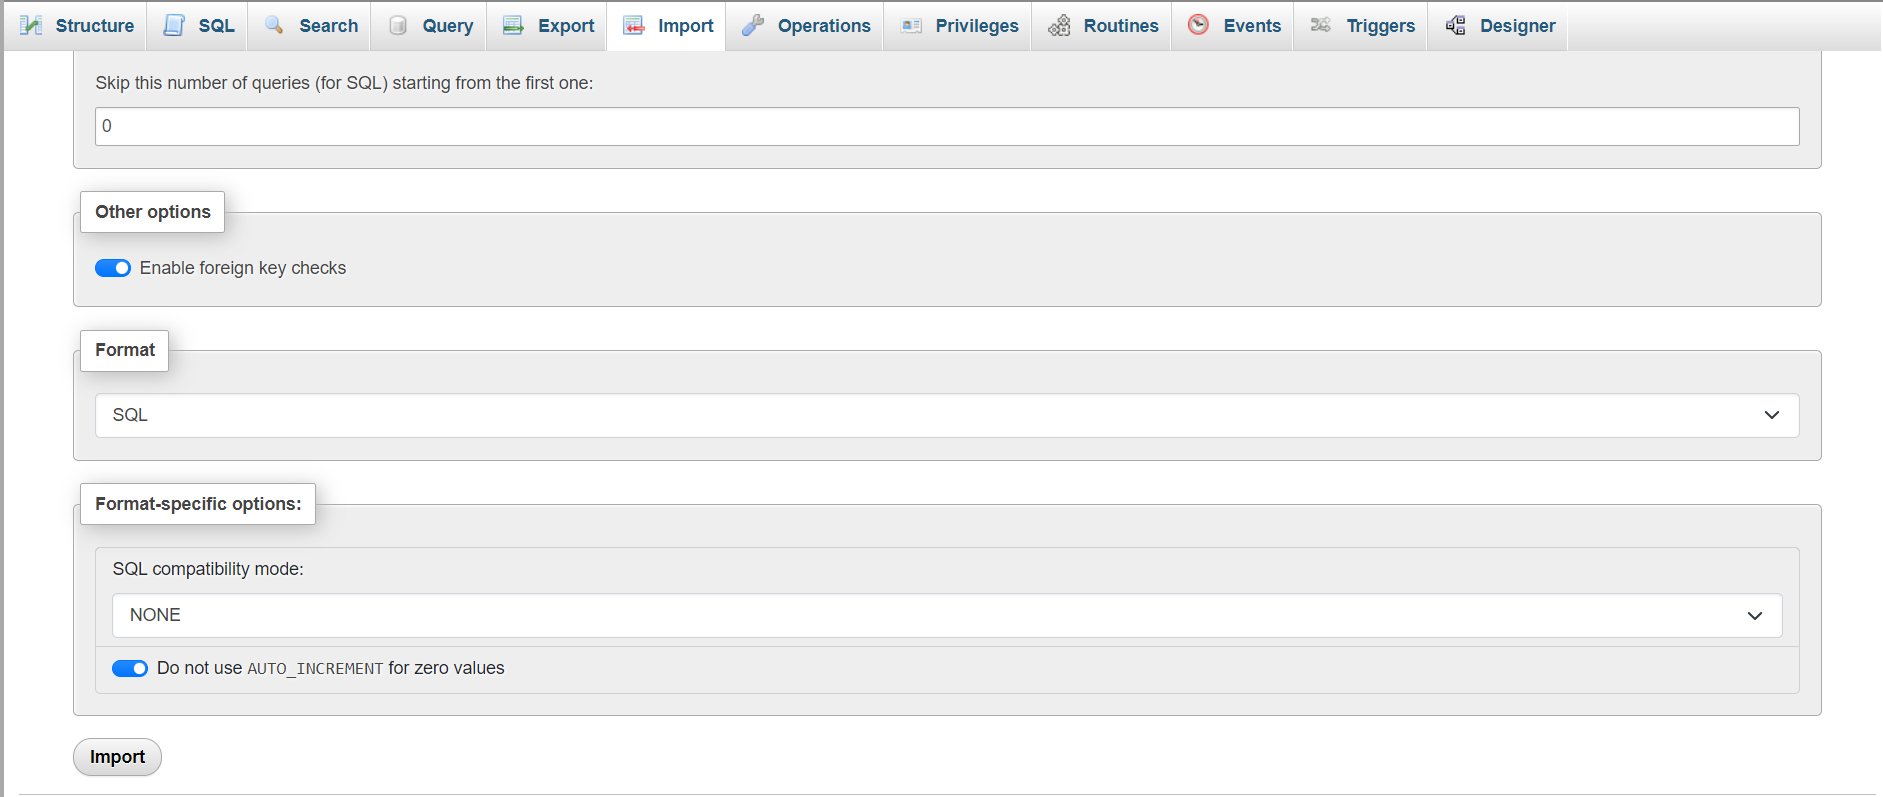 Structure SQL Search Query Export Import Operations Privileges Routines Events Triggers Designer
Skip this number of queries (for SQL) starting from the first one:
0
Other options
Enable foreign key checks
Format
SQL
Format-specific options:
SQL compatibility mode:
NONE
Do not use AUTO_INCREMENT for zero values
Import